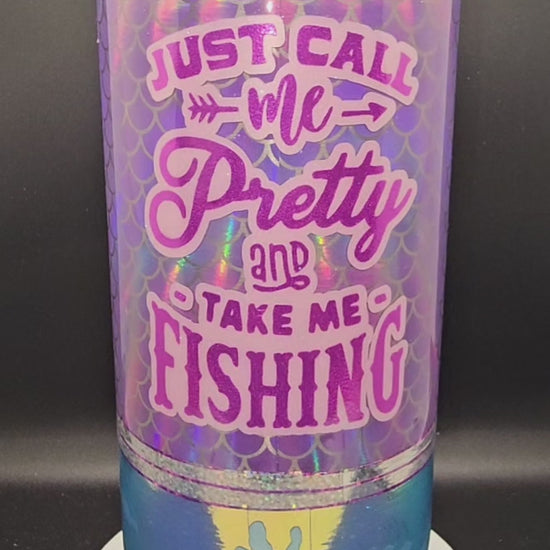 JUST CALL
me
Pretty
and
- TAKE ME -
FISHING